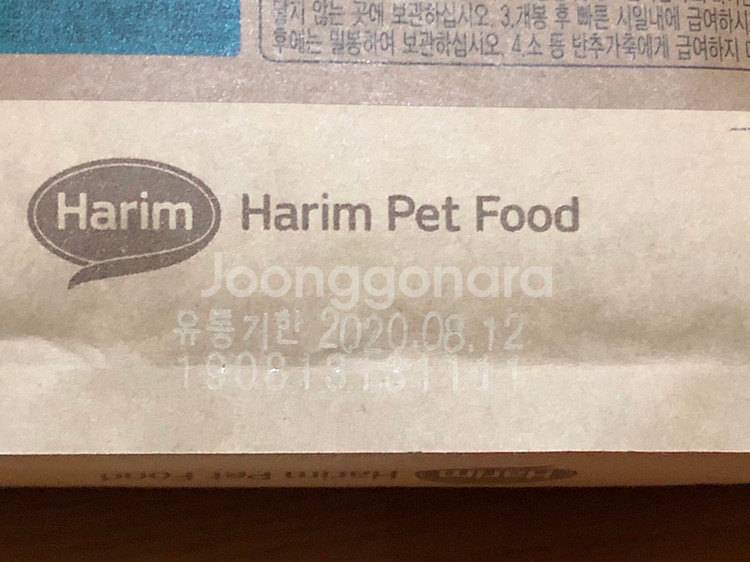 닿지 않는 곳에 보관하십시오. 3.개봉 후 빠른 시일내에 급여하시
후에는 밀봉하여 보관하십시오. 4.소 등 반추가축에게 급여하지
Harim Harim Pet Food
Joonggonara
유통기한 2020.08.12
Harim Pet Food Harim